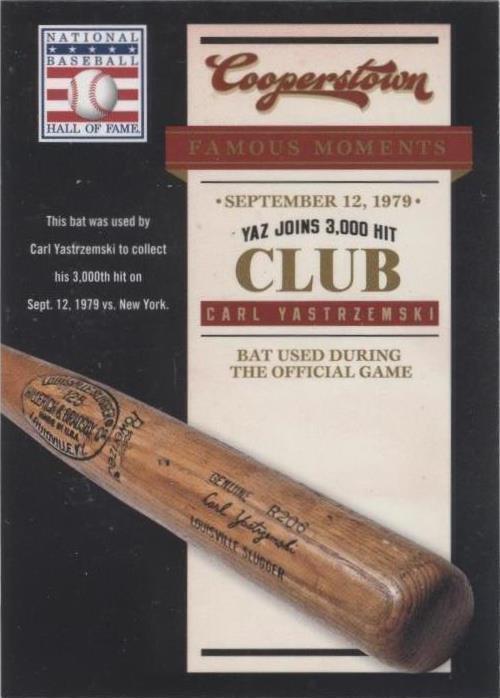 NATIONAL
BASEBALL
HALL OF FAME
Cooperstown
FAMOUS MOMENTS
• SEPTEMBER 12, 1979 •
YAZ JOINS 3,000 HIT
CLUB
CARL YASTRZEMSKI
BAT USED DURING
THE OFFICIAL GAME
This bat was used by
Carl Yastrzemski to collect
his 3,000th hit on
Sept. 12, 1979 vs. New York.
LOUISVILLE SLUGGER
125
HILLERICH & BRADSBY CO
MADE IN U.S.A.
LOUISVILLE, KY.
Powerized
GENUINE R206
Carl Yastrzemski
LOUISVILLE SLUGGER